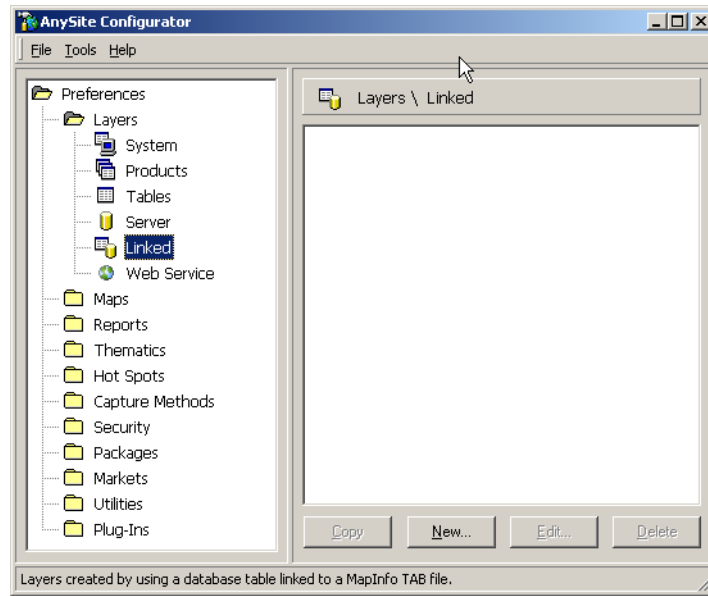 AnySite Configurator
File Tools Help
Preferences
Layers
System
Products
Tables
Server
Linked
Web Service
Maps
Reports
Thematics
Hot Spots
Capture Methods
Security
Packages
Markets
Utilities
Plug-Ins
Layers \ Linked
Copy New... Edit... Delete
Layers created by using a database table linked to a MapInfo TAB file.